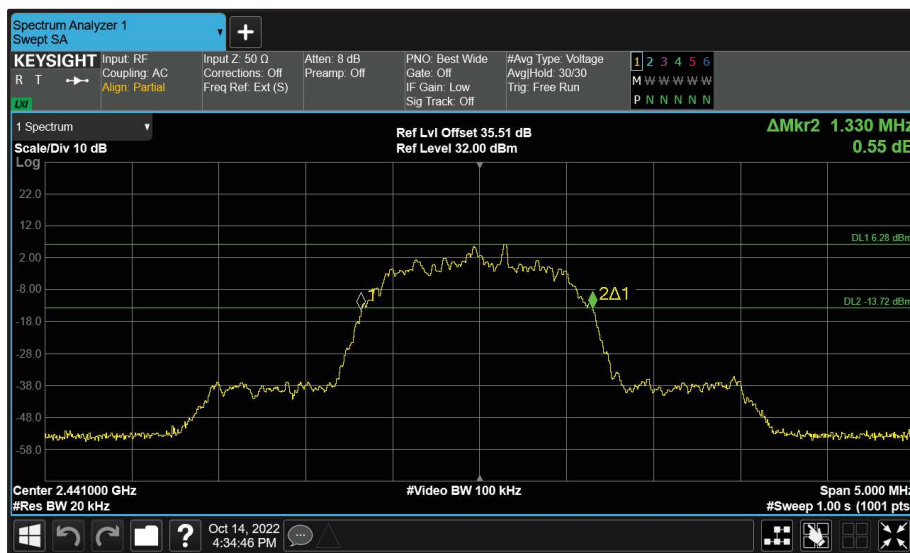 Spectrum Analyzer 1
Swept SA
+
KEYSIGHT
R T
LXI
Input: RF
Coupling: AC
Align: Partial
Input Z: 50 Ω
Corrections: Off
Freq Ref: Ext (S)
Atten: 8 dB
Preamp: Off
PNO: Best Wide
Gate: Off
IF Gain: Low
Sig Track: Off
#Avg Type: Voltage
Avg|Hold: 30/30
Trig: Free Run
1 2 3 4 5 6
M W W W W W
P N N N N N
1 Spectrum
Scale/Div 10 dB
Log
Ref Lvl Offset 35.51 dB
Ref Level 32.00 dBm
ΔMkr2 1.330 MHz
0.55 dB
22.0
12.0
DL1 6.28 dBm
2.00
-8.00
1
2Δ1
DL2 -13.72 dBm
-18.0
-28.0
-38.0
-48.0
-58.0
Center 2.441000 GHz
#Res BW 20 kHz
#Video BW 100 kHz
Span 5.000 MHz
#Sweep 1.00 s (1001 pts
?
Oct 14, 2022
4:34:46 PM